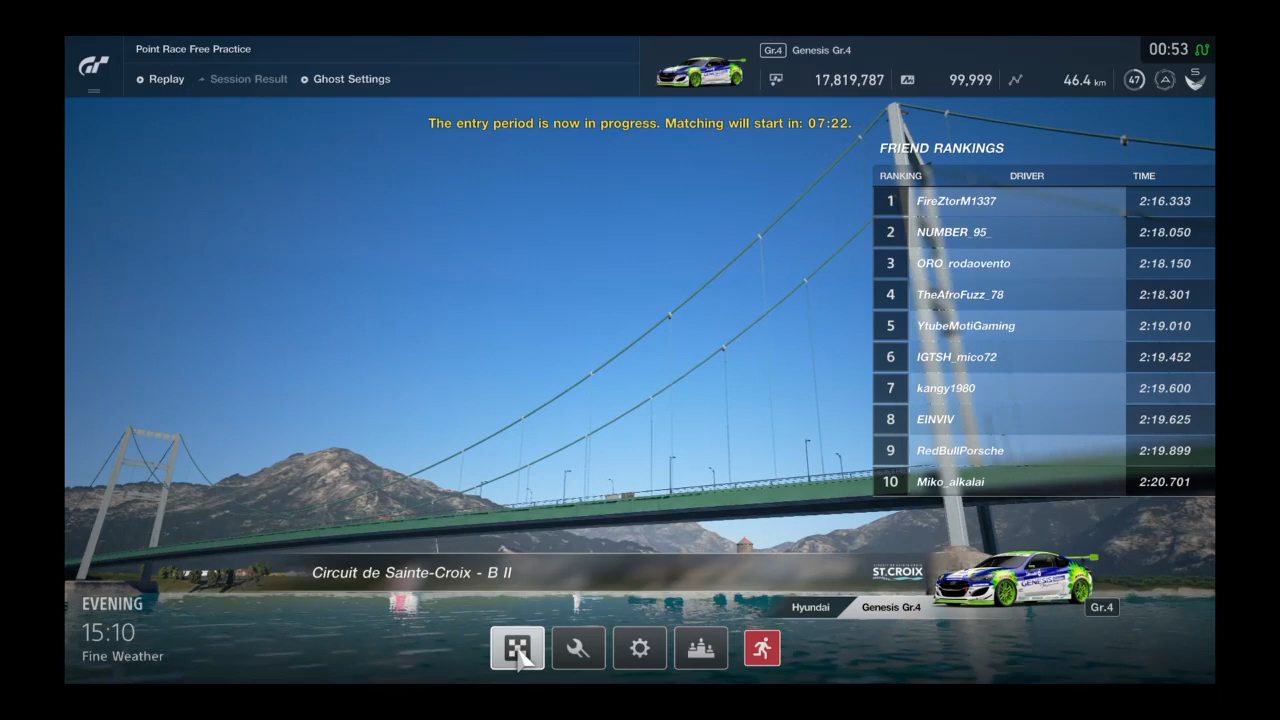 Point Race Free Practice
Replay
Session Result
Ghost Settings
Gr.4 Genesis Gr.4
17,819,787
99,999
46.4 km
47
S
00:53
The entry period is now in progress. Matching will start in: 07:22.
FRIEND RANKINGS
RANKING DRIVER TIME
1 FireZtorM1337 2:16.333
2 NUMBER_95_ 2:18.050
3 ORO_rodaovento 2:18.150
4 TheAfroFuzz_78 2:18.301
5 YtubeMotiGaming 2:19.010
6 IGTSH_mico72 2:19.452
7 kangy1980 2:19.600
8 EINVIV 2:19.625
9 RedBullPorsche 2:19.899
10 Miko_alkalai 2:20.701
Circuit de Sainte-Croix - B II
ST.CROIX
GENESIS
Hyundai Genesis Gr.4 Gr.4
EVENING
15:10
Fine Weather